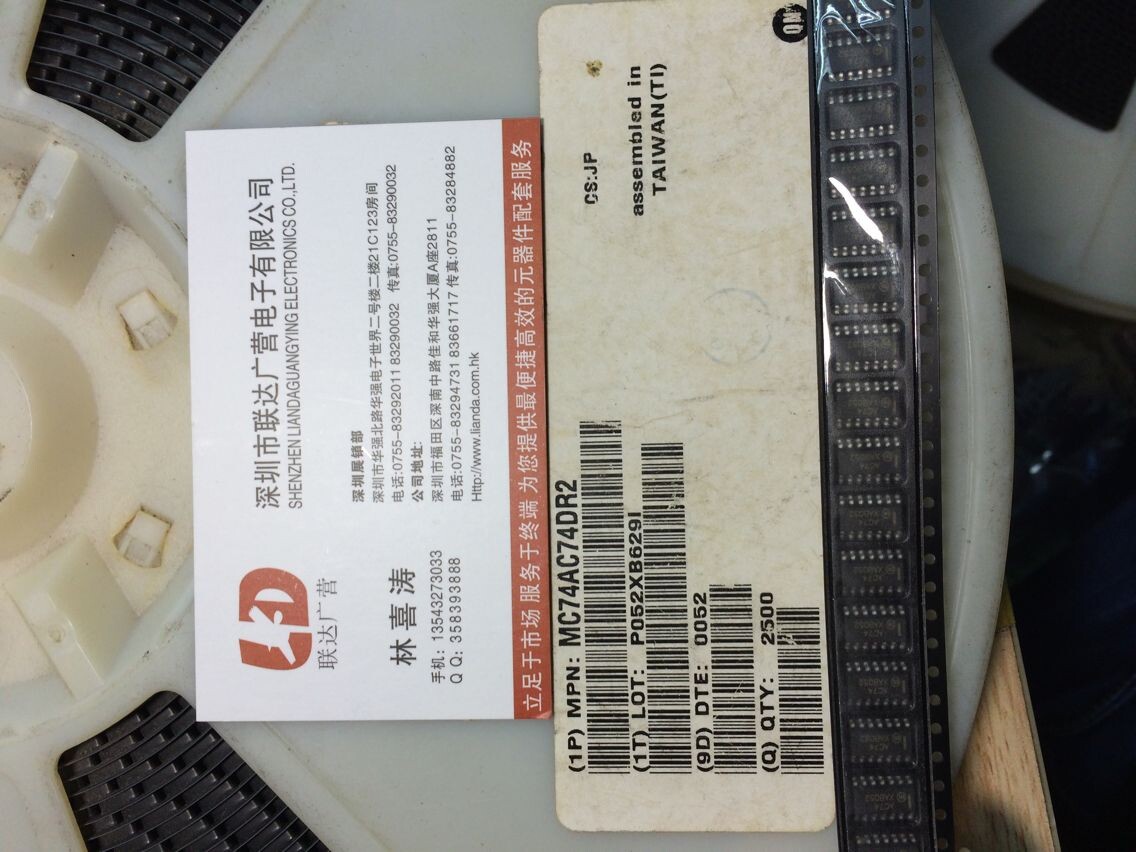 联达广营
深圳市联达广营电子有限公司
SHENZHEN LIANDAGUANGYING ELECTRONICS CO.,LTD.
林喜涛
手机：13543273033
Q Q：358393888
深圳展销部
深圳市华强北路华强电子世界二号楼二楼21C123房间
电话:0755-83292011 83290032 传真:0755-83290032
公司地址:
深圳市福田区深南中路佳和华强大厦A座2811
电话:0755-83294731 83661717 传真:0755-83284882
Http://www.lianda.com.hk
立足于市场 服务于终端 为您提供最便捷高效的元器件配套服务
(1P) MPN: MC74AC74DR2
(1T) LOT: P052XB629I
(9D) DTE: 0052
(Q) QTY: 2500
CS:JP
assembled in
TAIWAN(TI)
AC74
XABQ52